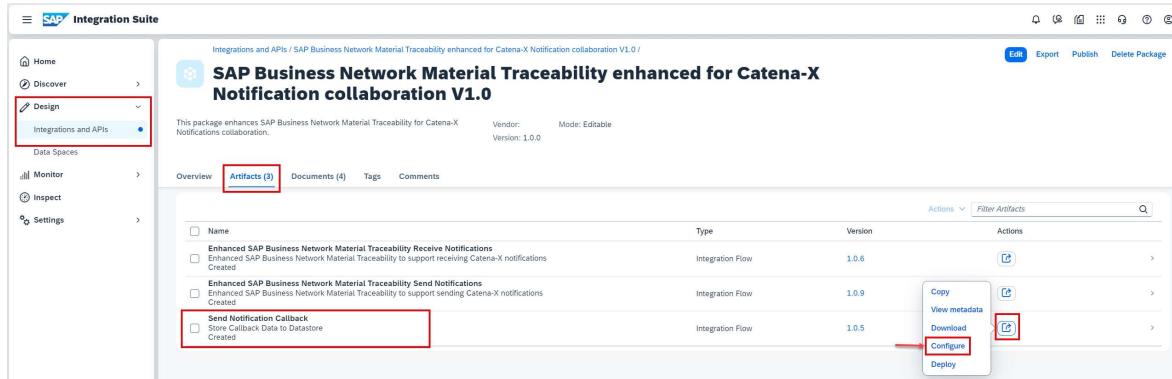 SAP Integration Suite
Home
Discover
Design
Integrations and APIs
Data Spaces
Monitor
Inspect
Settings
Integrations and APIs / SAP Business Network Material Traceability enhanced for Catena-X Notification collaboration V1.0 /
Edit Export Publish Delete Package
SAP Business Network Material Traceability enhanced for Catena-X
Notification collaboration V1.0
This package enhances SAP Business Network Material Traceability for Catena-X
Notifications collaboration.
Vendor: Mode: Editable
Version: 1.0.0
Overview Artifacts (3) Documents (4) Tags Comments
Actions Filter Artifacts
Name Type Version Actions
Enhanced SAP Business Network Material Traceability Receive Notifications
Enhanced SAP Business Network Material Traceability to support receiving Catena-X notifications Integration Flow 1.0.6
Created
Enhanced SAP Business Network Material Traceability Send Notifications
Enhanced SAP Business Network Material Traceability to support sending Catena-X notifications Integration Flow 1.0.9
Created
Send Notification Callback
Store Callback Data to Datastore Integration Flow 1.0.5
Created
Copy
View metadata
Download
Configure
Deploy